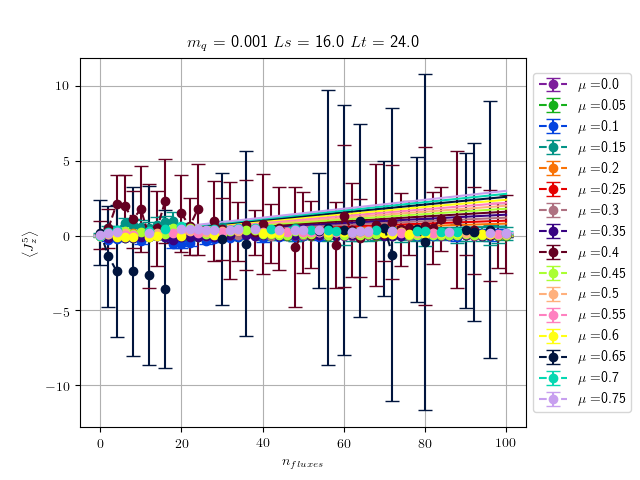 m_q = 0.001 Ls = 16.0 Lt = 24.0
⟨J_z^5⟩
10
5
0
−5
−10
0 20 40 60 80 100
n_{fluxes}
μ =0.0
μ =0.05
μ =0.1
μ =0.15
μ =0.2
μ =0.25
μ =0.3
μ =0.35
μ =0.4
μ =0.45
μ =0.5
μ =0.55
μ =0.6
μ =0.65
μ =0.7
μ =0.75